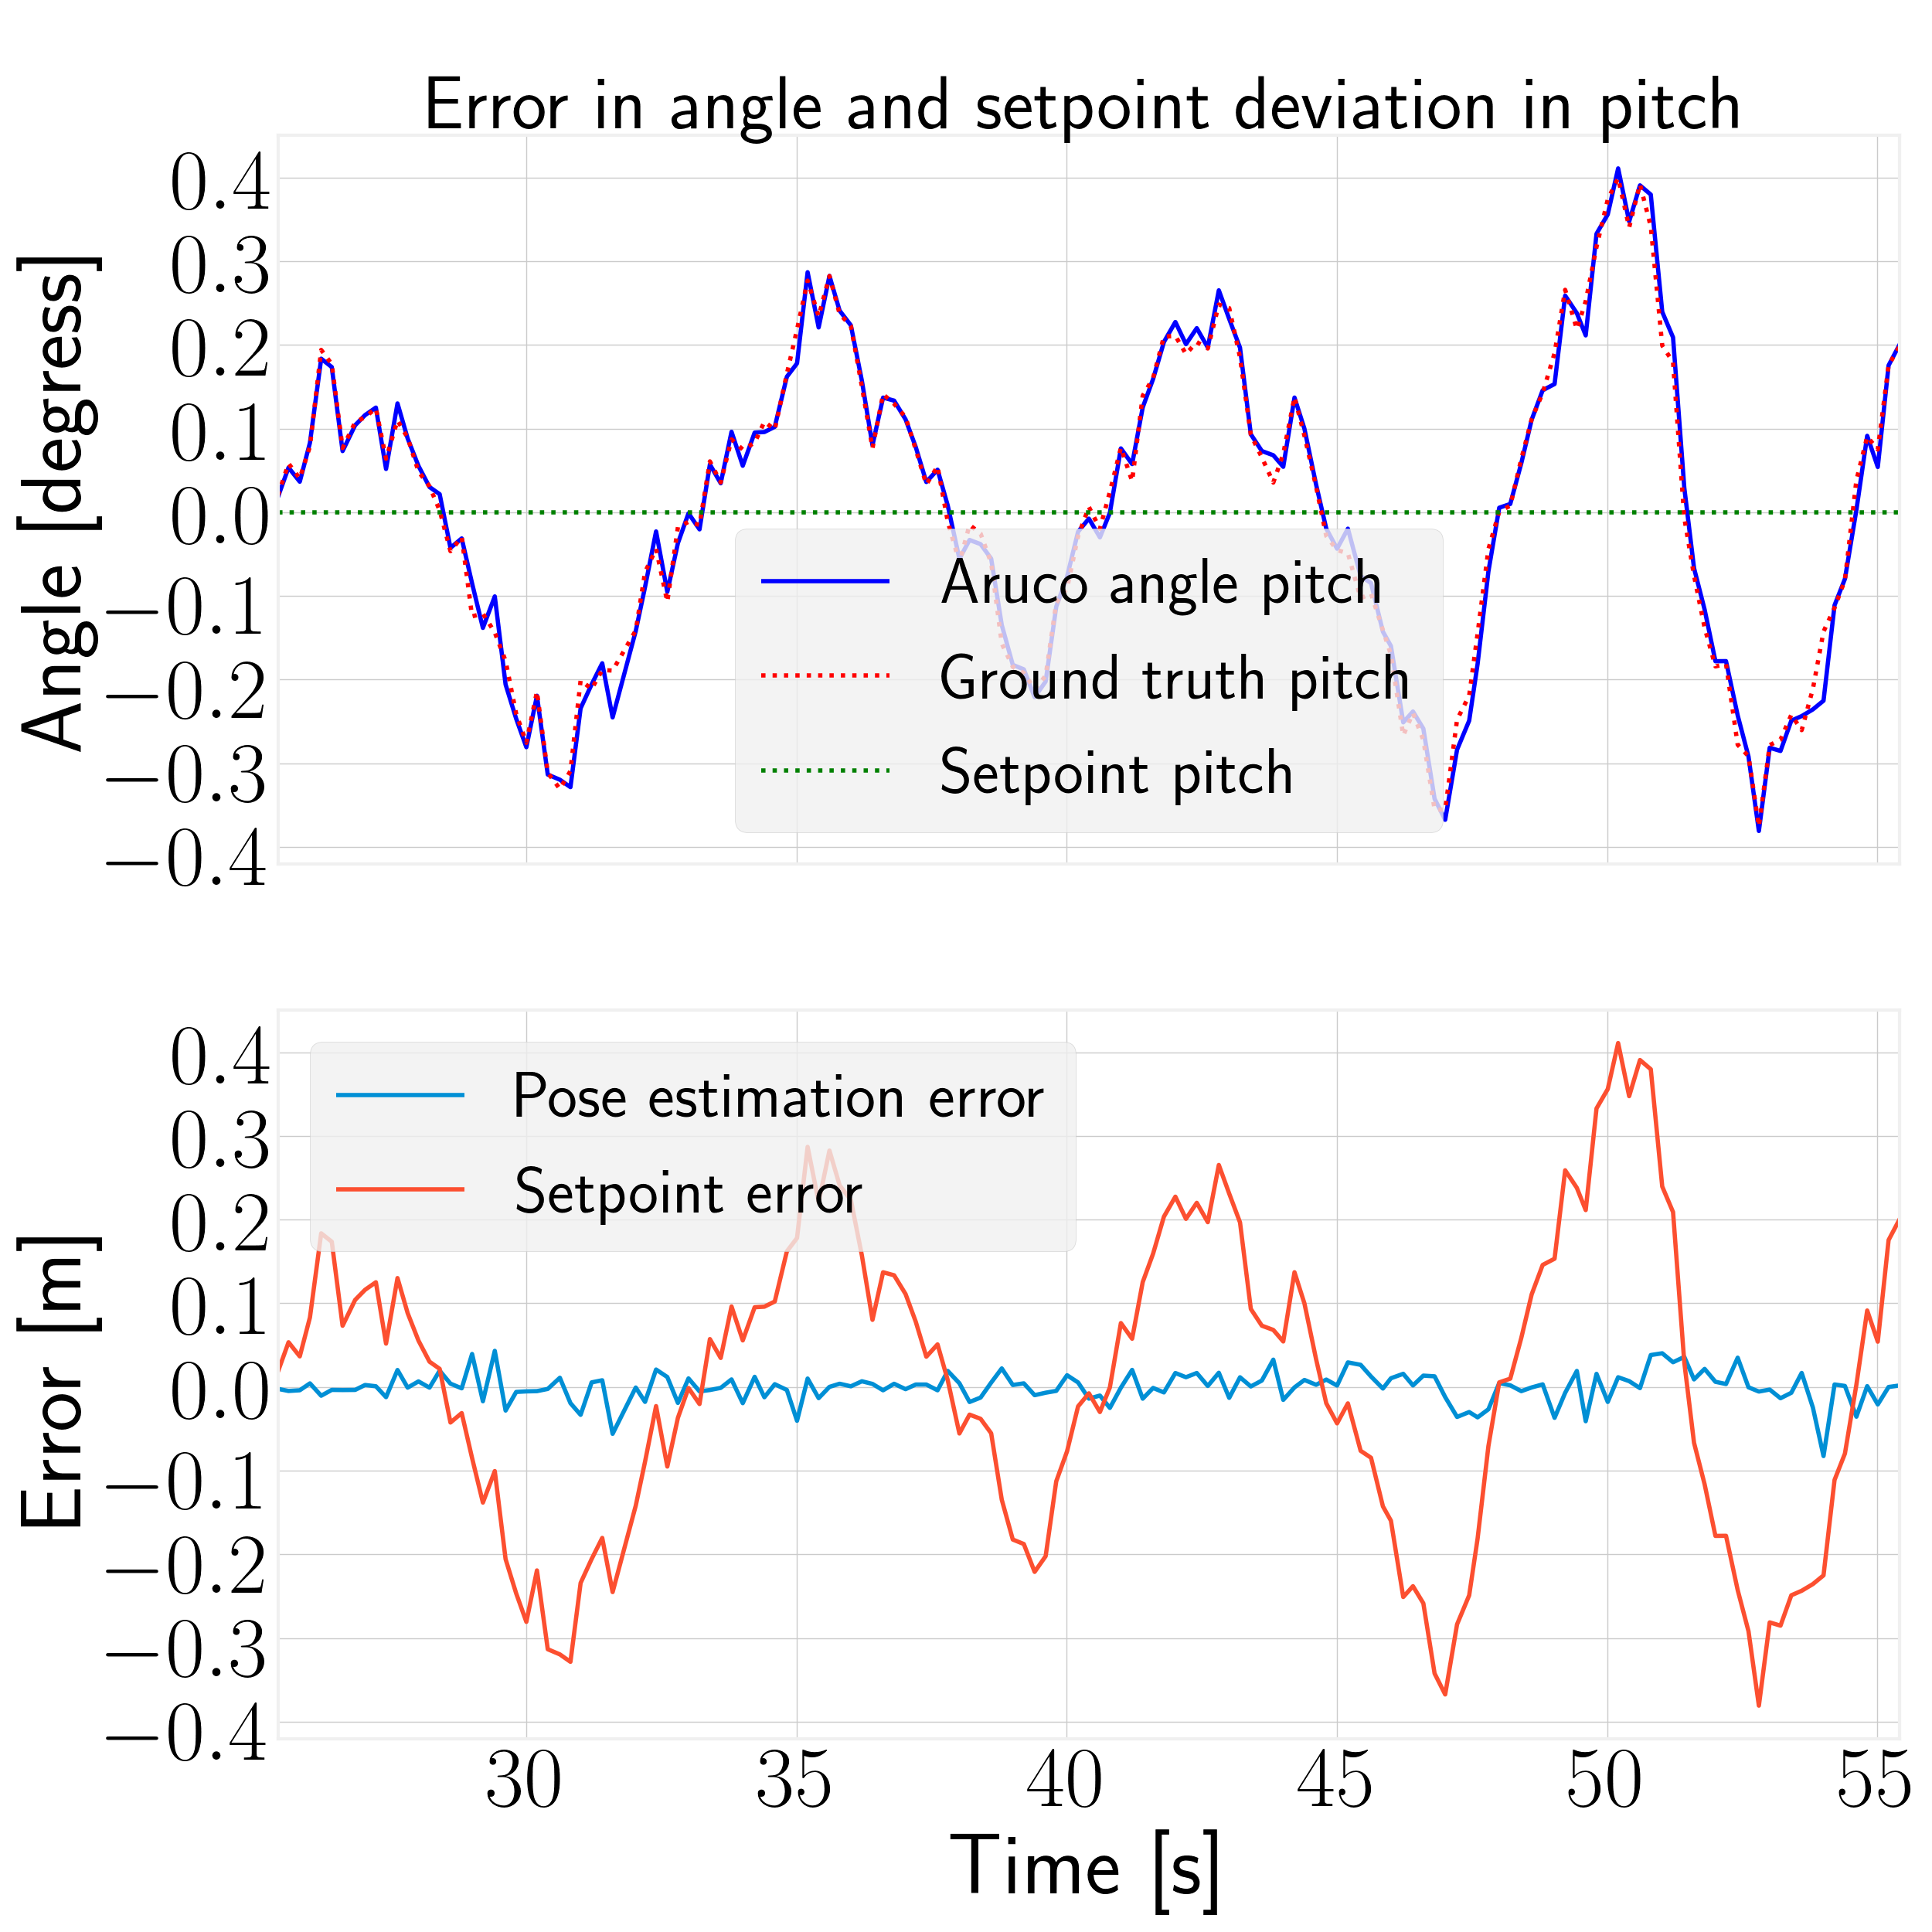 Error in angle and setpoint deviation in pitch
Angle [degress]
0.4
0.3
0.2
0.1
0.0
−0.1
−0.2
−0.3
−0.4
Aruco angle pitch
Ground truth pitch
Setpoint pitch
Error [m]
0.4
0.3
0.2
0.1
0.0
−0.1
−0.2
−0.3
−0.4
Pose estimation error
Setpoint error
30 35 40 45 50 55
Time [s]